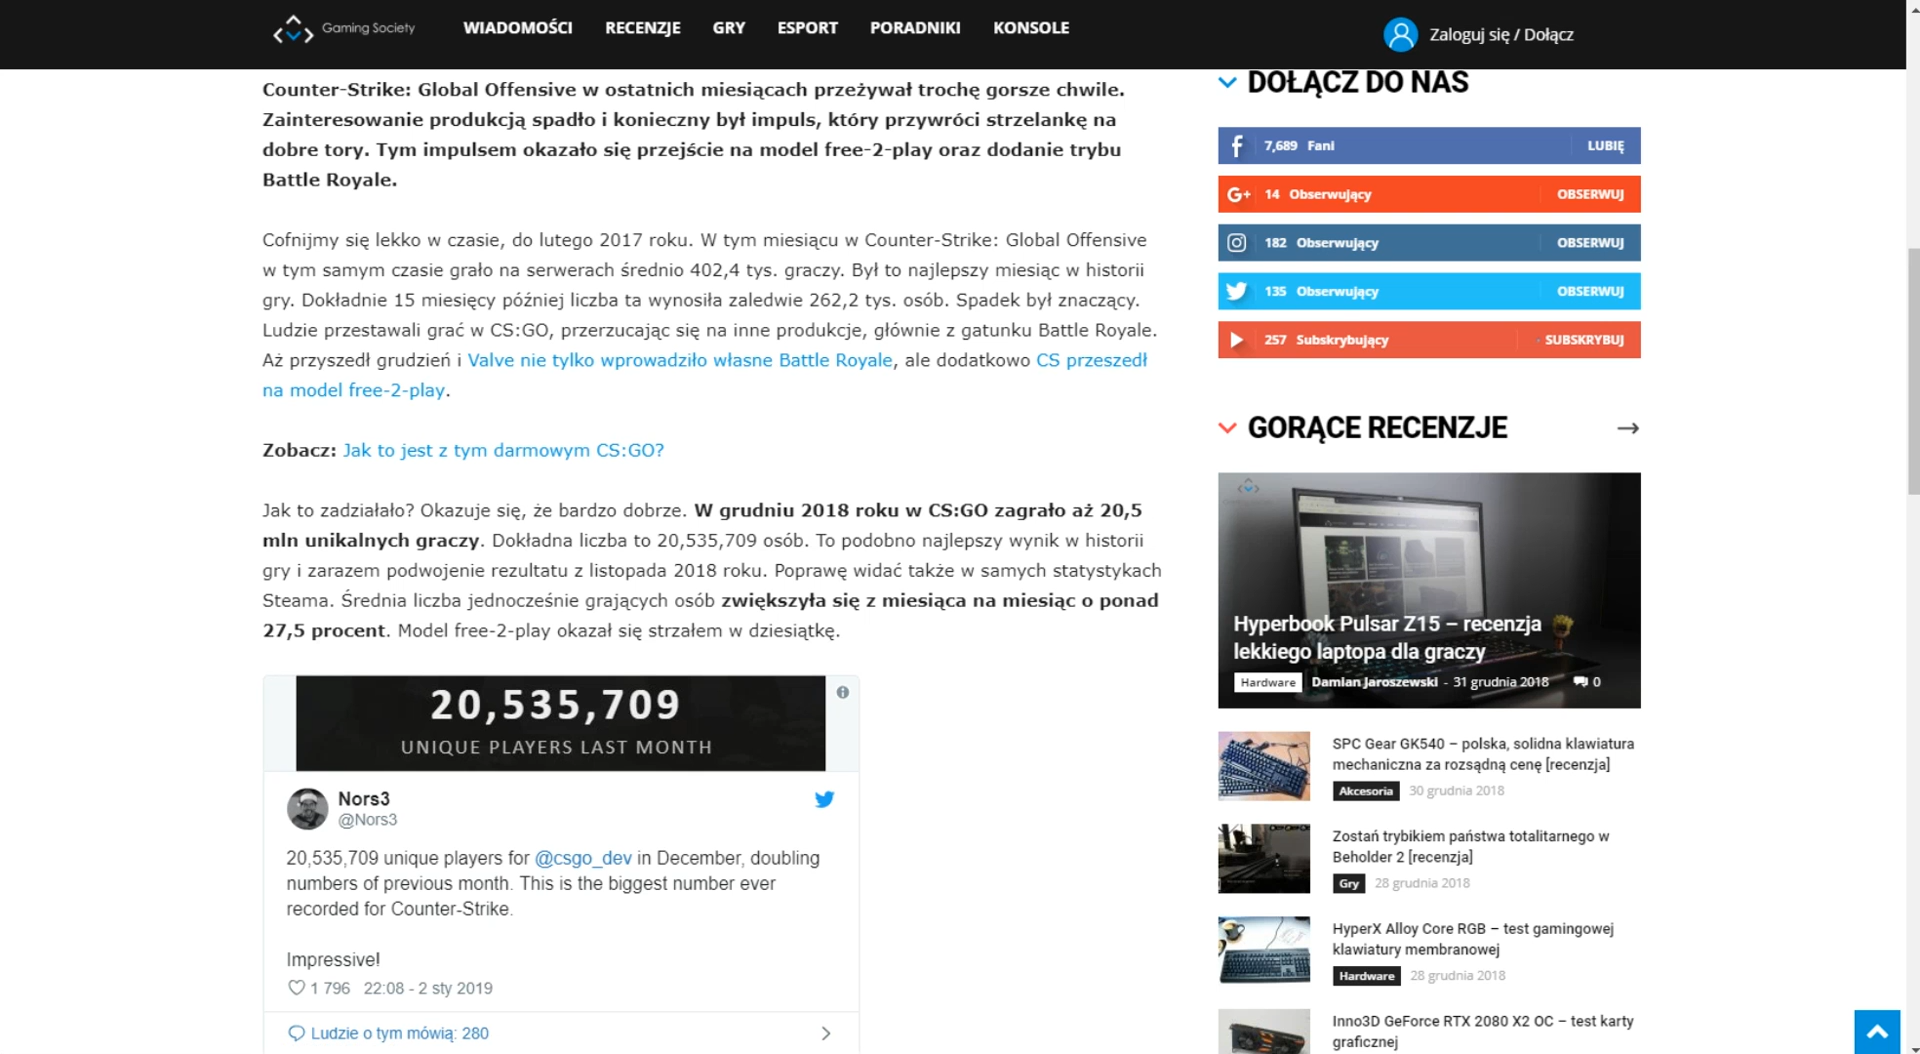 Gaming Society
WIADOMOŚCI RECENZJE GRY ESPORT PORADNIKI KONSOLE
Zaloguj się / Dołącz
Counter-Strike: Global Offensive w ostatnich miesiącach przeżywał trochę gorsze chwile.
Zainteresowanie produkcją spadło i konieczny był impuls, który przywróci strzelankę na
dobre tory. Tym impulsem okazało się przejście na model free-2-play oraz dodanie trybu
Battle Royale.
Cofnijmy się lekko w czasie, do lutego 2017 roku. W tym miesiącu w Counter-Strike: Global Offensive
w tym samym czasie grało na serwerach średnio 402,4 tys. graczy. Był to najlepszy miesiąc w historii
gry. Dokładnie 15 miesięcy później liczba ta wynosiła zaledwie 262,2 tys. osób. Spadek był znaczący.
Ludzie przestawali grać w CS:GO, przerzucając się na inne produkcje, głównie z gatunku Battle Royale.
Aż przyszedł grudzień i Valve nie tylko wprowadziło własne Battle Royale, ale dodatkowo CS przeszedł
na model free-2-play.
Zobacz: Jak to jest z tym darmowym CS:GO?
Jak to zadziałało? Okazuje się, że bardzo dobrze. W grudniu 2018 roku w CS:GO zagrało aż 20,5
mln unikalnych graczy. Dokładna liczba to 20,535,709 osób. To podobno najlepszy wynik w historii
gry i zarazem podwojenie rezultatu z listopada 2018 roku. Poprawę widać także w samych statystykach
Steama. Średnia liczba jednocześnie grających osób zwiększyła się z miesiąca na miesiąc o ponad
27,5 procent. Model free-2-play okazał się strzałem w dziesiątkę.
20,535,709
UNIQUE PLAYERS LAST MONTH
Nors3
@Nors3
20,535,709 unique players for @csgo_dev in December, doubling
numbers of previous month. This is the biggest number ever
recorded for Counter-Strike.
Impressive!
1 796 22:08 - 2 sty 2019
Ludzie o tym mówią: 280
DOŁĄCZ DO NAS
7,689 Fani LUBIĘ
G+ 14 Obserwujący OBSERWUJ
182 Obserwujący OBSERWUJ
135 Obserwujący OBSERWUJ
257 Subskrybujący SUBSKRYBUJ
GORĄCE RECENZJE
Hyperbook Pulsar Z15 – recenzja
lekkiego laptopa dla graczy
Hardware Damian Jaroszewski - 31 grudnia 2018 0
SPC Gear GK540 – polska, solidna klawiatura
mechaniczna za rozsądną cenę [recenzja]
Akcesoria 30 grudnia 2018
Zostań trybikiem państwa totalitarnego w
Beholder 2 [recenzja]
Gry 28 grudnia 2018
HyperX Alloy Core RGB – test gamingowej
klawiatury membranowej
Hardware 28 grudnia 2018
Inno3D GeForce RTX 2080 X2 OC – test karty
graficznej